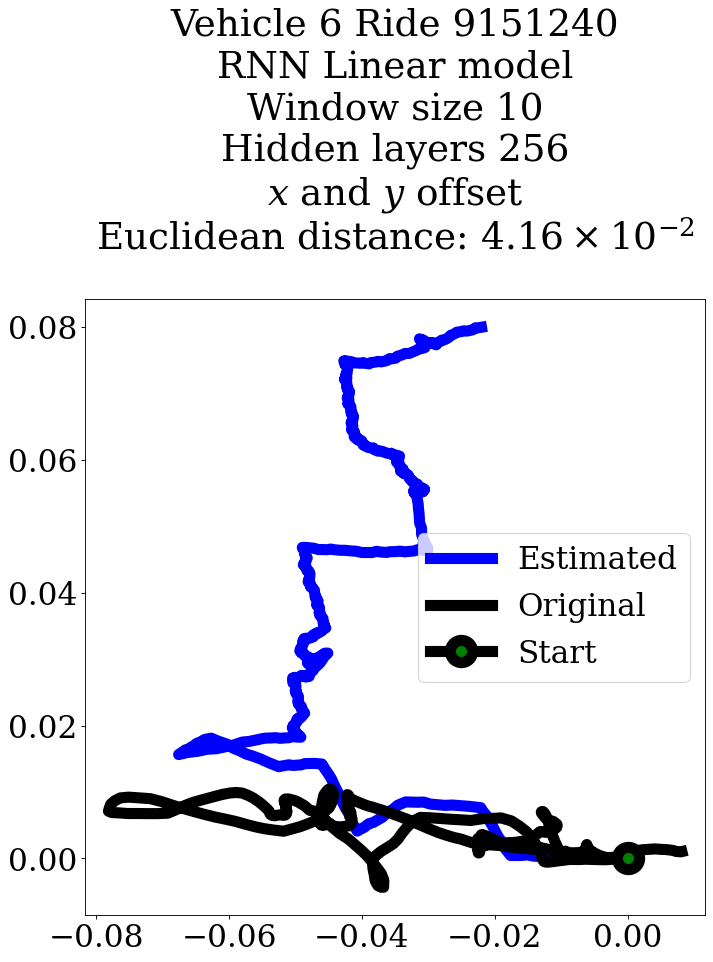 Vehicle 6 Ride 9151240
RNN Linear model
Window size 10
Hidden layers 256
x and y offset
Euclidean distance: 4.16 × 10⁻²
0.08
0.06
0.04
0.02
0.00
Estimated
Original
Start
−0.08 −0.06 −0.04 −0.02 0.00